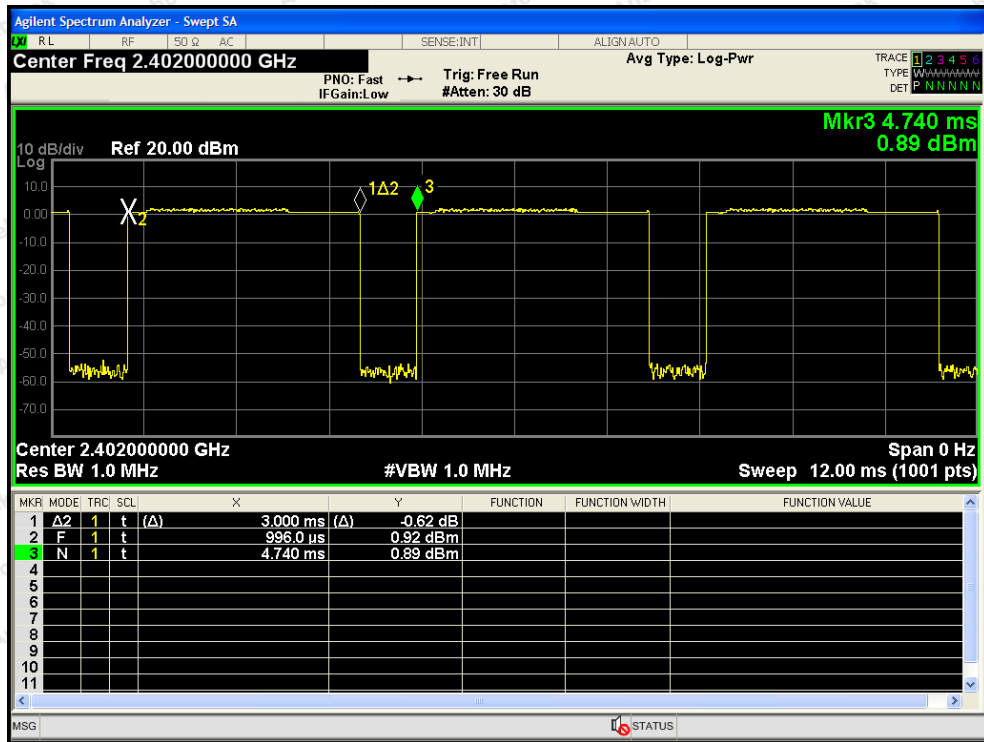 Agilent Spectrum Analyzer - Swept SA
LXI RL RF 50 Ω AC SENSE:INT ALIGN AUTO
Center Freq 2.402000000 GHz
PNO: Fast
IFGain:Low
Trig: Free Run
#Atten: 30 dB
Avg Type: Log-Pwr
TRACE 1 2 3 4 5 6
TYPE WWWWWW
DET P N N N N N
Mkr3 4.740 ms
0.89 dBm
10 dB/div Ref 20.00 dBm
Log
10.0
0.00
-10.0
-20.0
-30.0
-40.0
-50.0
-60.0
-70.0
2
1Δ2
3
Center 2.402000000 GHz
Span 0 Hz
Res BW 1.0 MHz
#VBW 1.0 MHz
Sweep 12.00 ms (1001 pts)
MKR MODE TRC SCL X Y FUNCTION FUNCTION WIDTH FUNCTION VALUE
1 Δ2 1 t (Δ) 3.000 ms (Δ) -0.62 dB
2 F 1 t 996.0 µs 0.92 dBm
3 N 1 t 4.740 ms 0.89 dBm
4
5
6
7
8
9
10
11
MSG STATUS